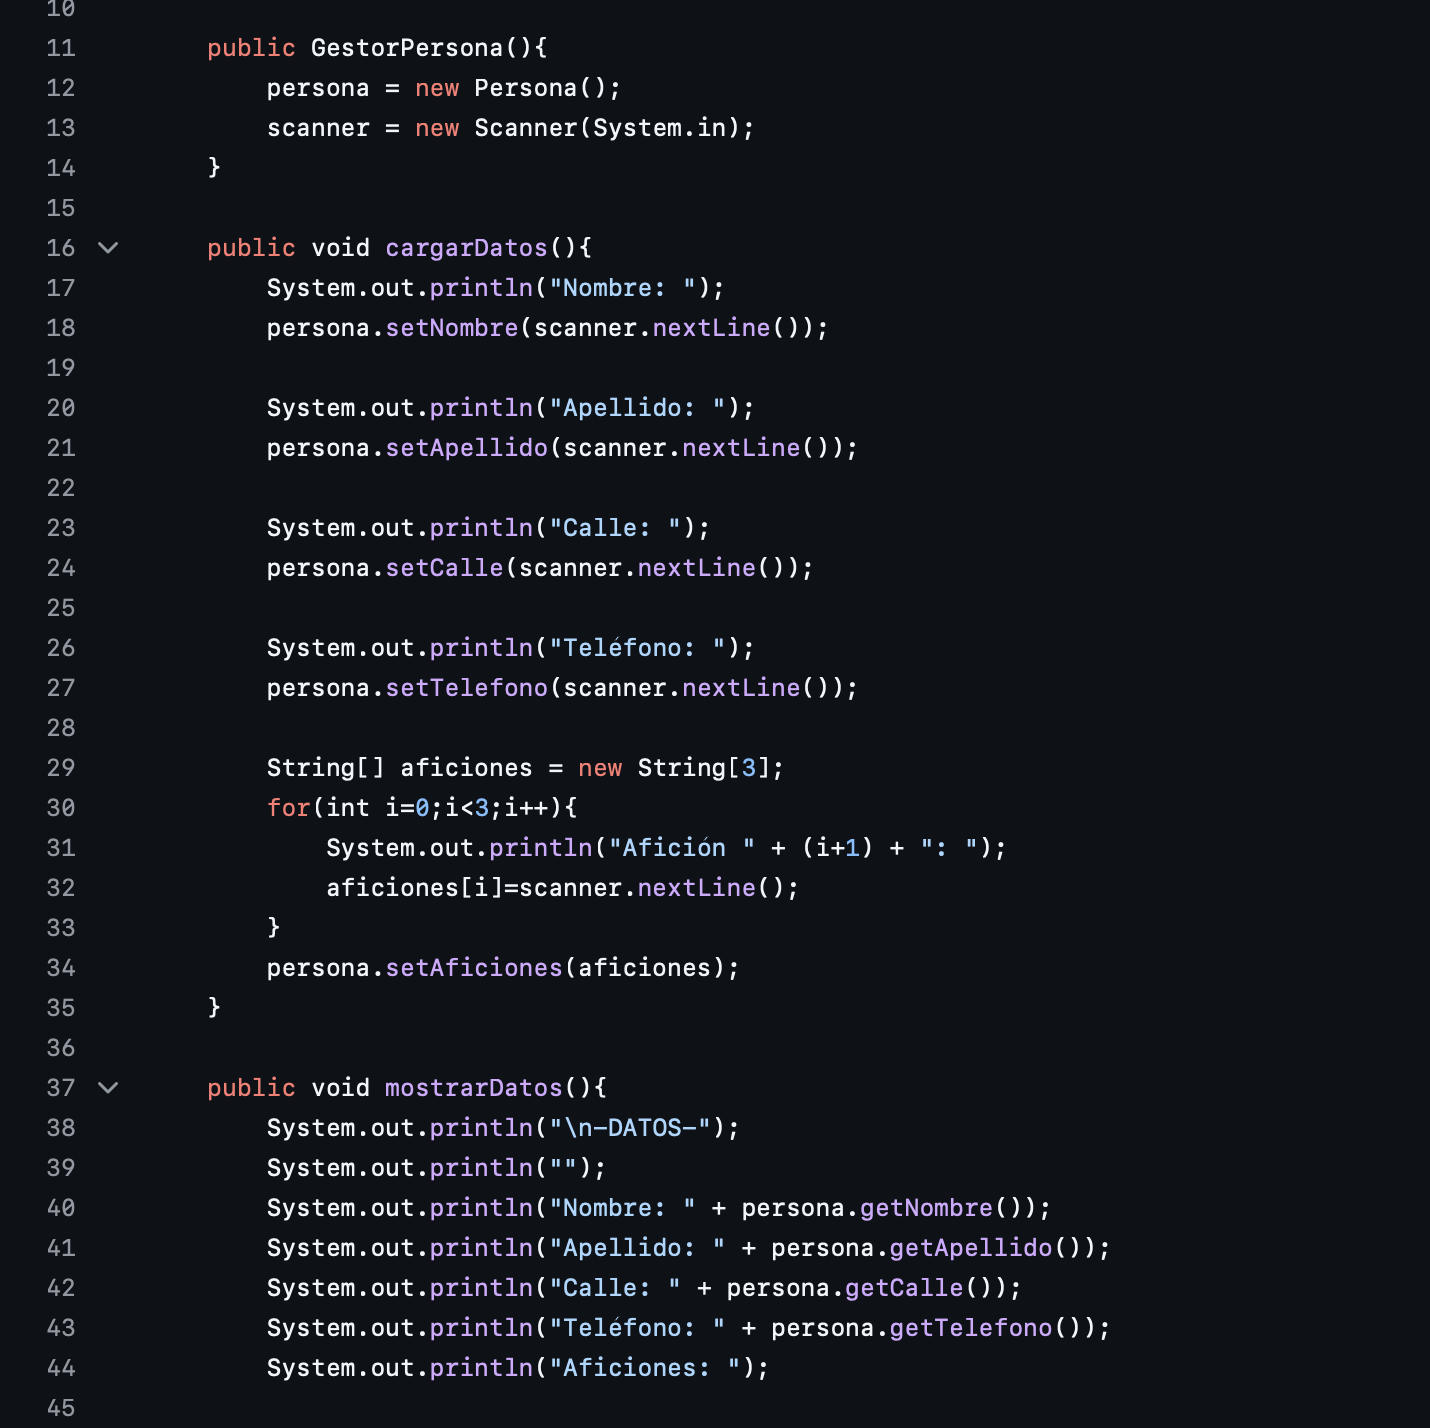 10
11 public GestorPersona(){
12 persona = new Persona();
13 scanner = new Scanner(System.in);
14 }
15
16 public void cargarDatos(){
17 System.out.println("Nombre: ");
18 persona.setNombre(scanner.nextLine());
19
20 System.out.println("Apellido: ");
21 persona.setApellido(scanner.nextLine());
22
23 System.out.println("Calle: ");
24 persona.setCalle(scanner.nextLine());
25
26 System.out.println("Teléfono: ");
27 persona.setTelefono(scanner.nextLine());
28
29 String[] aficiones = new String[3];
30 for(int i=0;i<3;i++){
31 System.out.println("Afición " + (i+1) + ": ");
32 aficiones[i]=scanner.nextLine();
33 }
34 persona.setAficiones(aficiones);
35 }
36
37 public void mostrarDatos(){
38 System.out.println("\n-DATOS-");
39 System.out.println("");
40 System.out.println("Nombre: " + persona.getNombre());
41 System.out.println("Apellido: " + persona.getApellido());
42 System.out.println("Calle: " + persona.getCalle());
43 System.out.println("Teléfono: " + persona.getTelefono());
44 System.out.println("Aficiones: ");
45